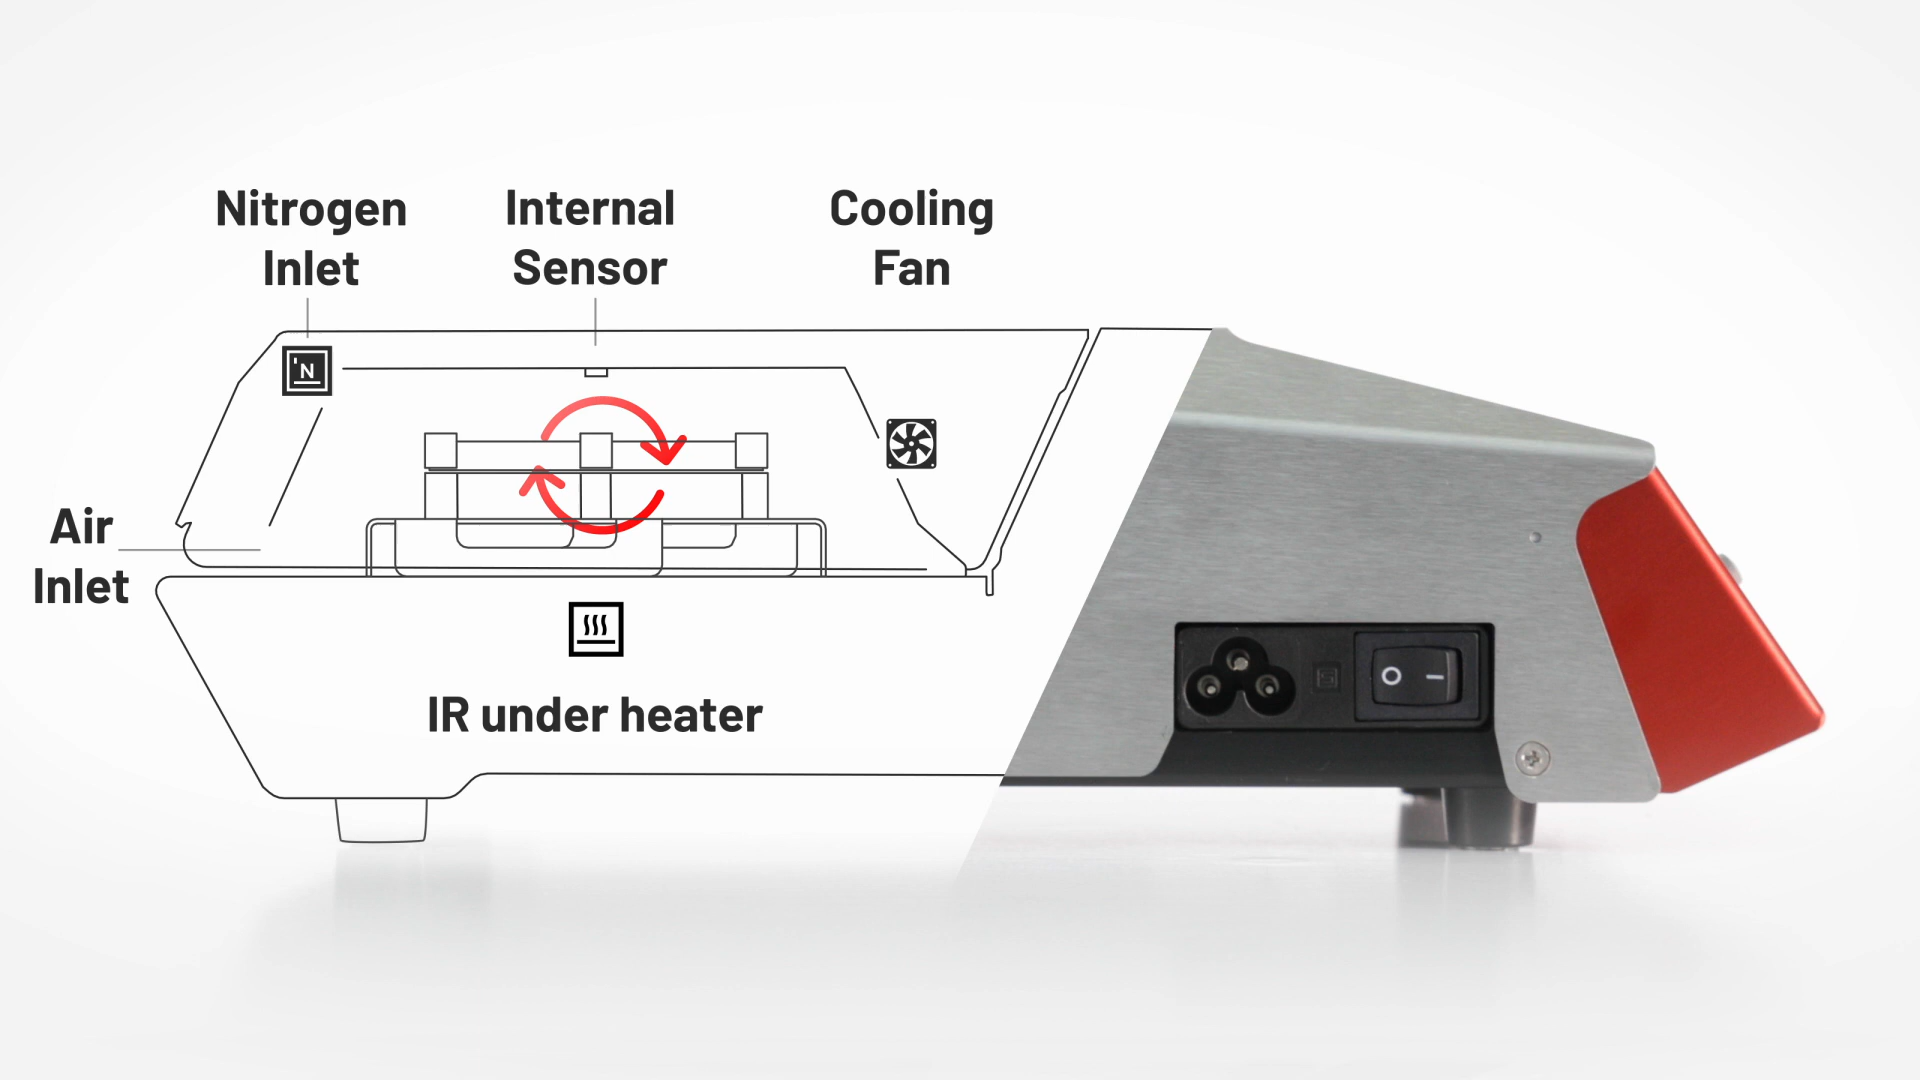 Nitrogen
Inlet
Internal
Sensor
Cooling
Fan
N
Air
Inlet
IR under heater
O I